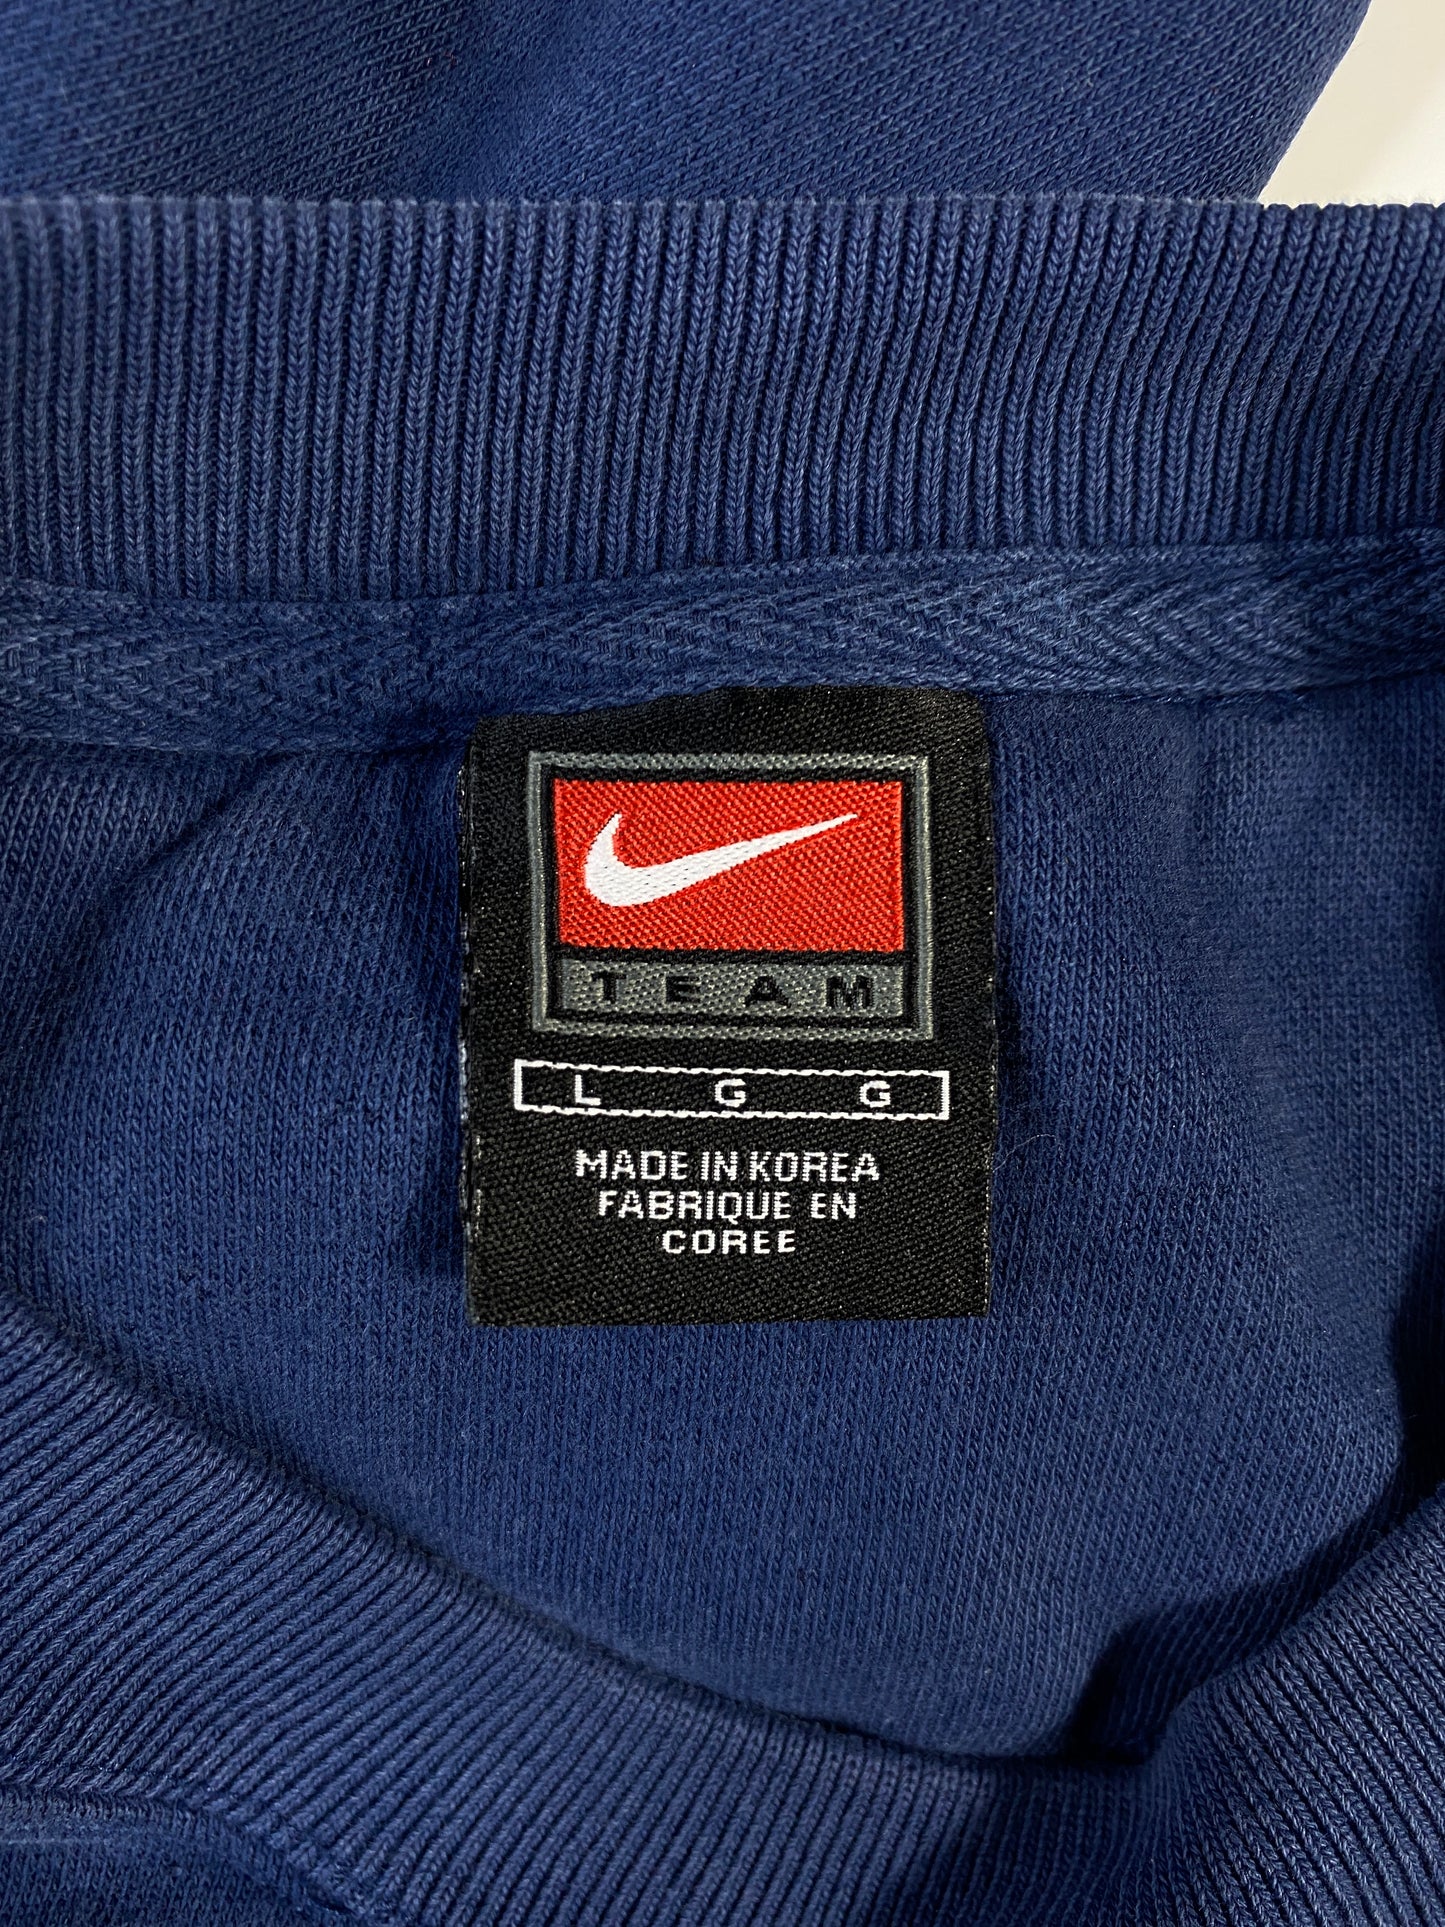 TEAM
L G G
MADE IN KOREA
FABRIQUE EN
COREE